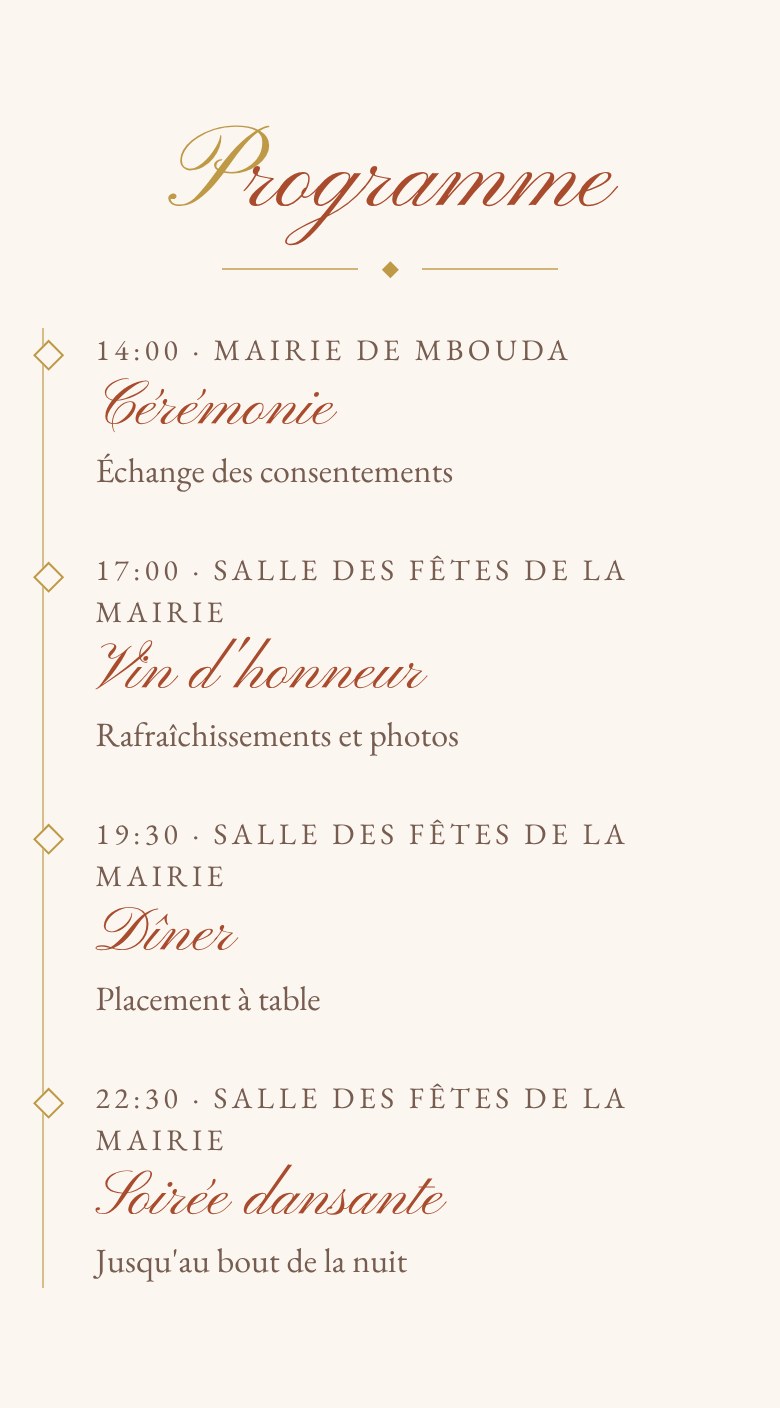 Programme
14:00 · MAIRIE DE MBOUDA
Cérémonie
Échange des consentements
17:00 · SALLE DES FÊTES DE LA
MAIRIE
Vin d'honneur
Rafraîchissements et photos
19:30 · SALLE DES FÊTES DE LA
MAIRIE
Dîner
Placement à table
22:30 · SALLE DES FÊTES DE LA
MAIRIE
Soirée dansante
Jusqu'au bout de la nuit